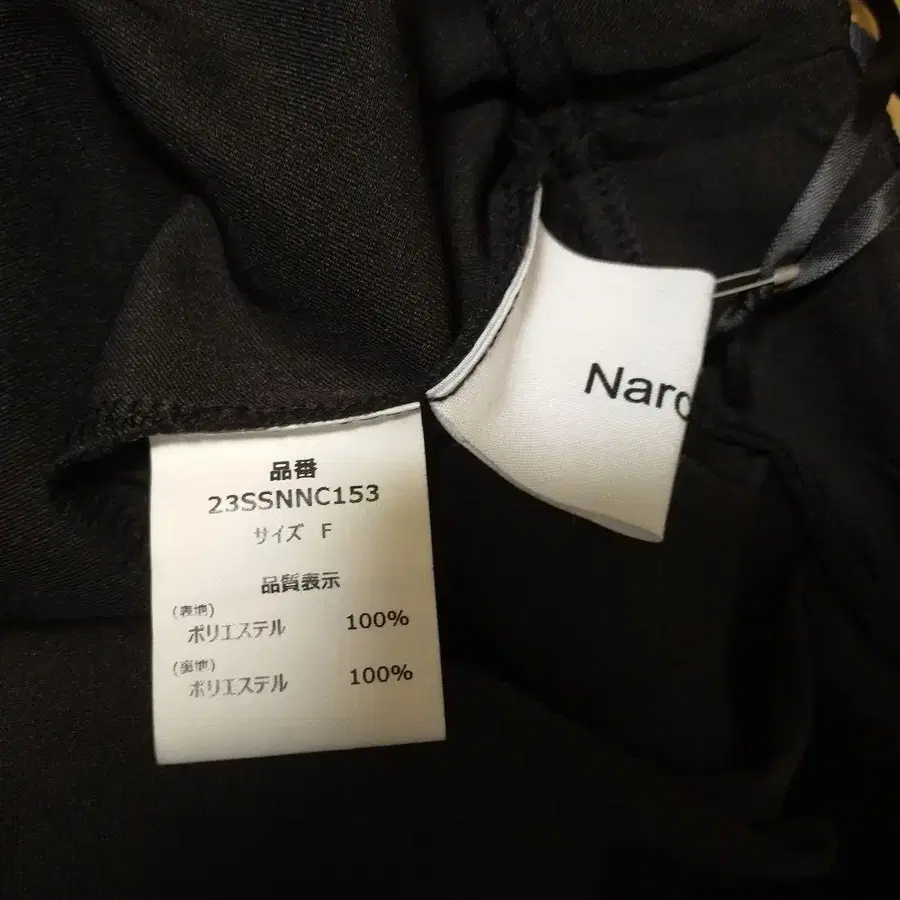 品番
23SSNNC153
サイズ F
品質表示
(表地)
ポリエステル 100%
(裏地)
ポリエステル 100%
Naro